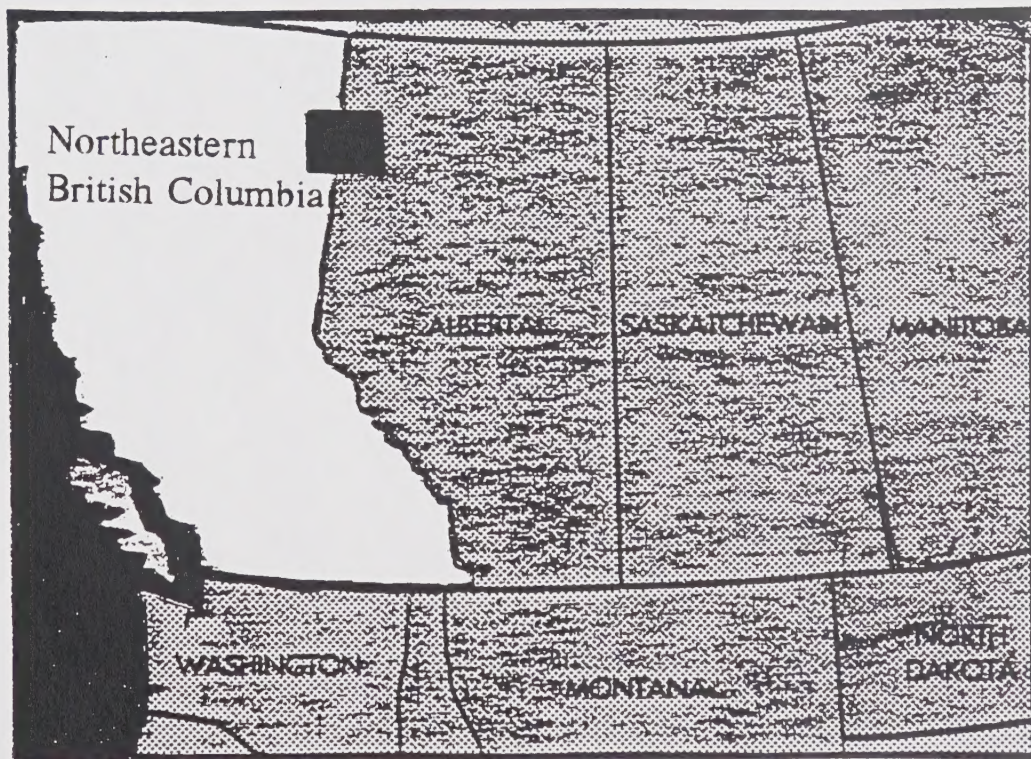 Northeastern
British Columbia
ALBERTA
SASKATCHEWAN
MANITOBA
WASHINGTON
MONTANA
NORTH
DAKOTA